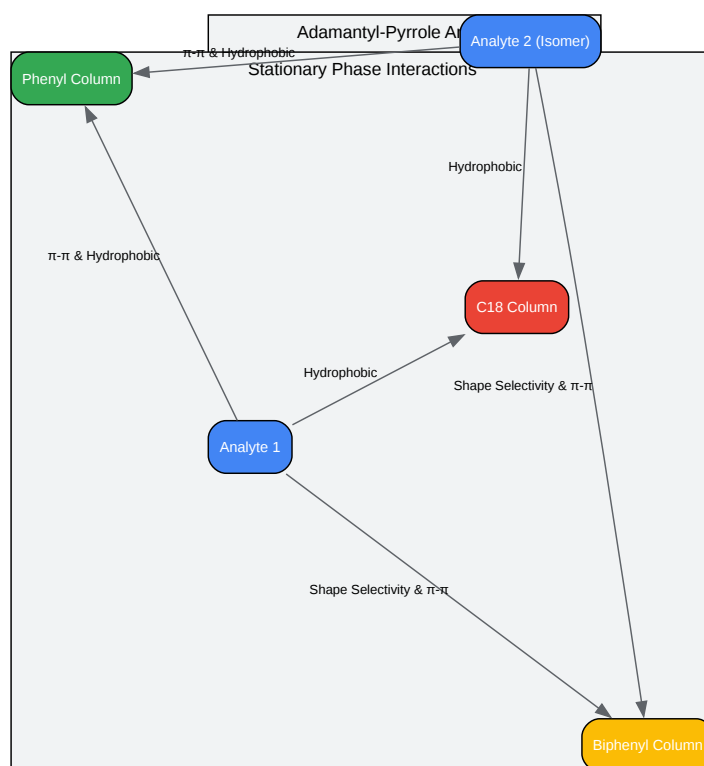 Adamantyl-Pyrrole
Analyte 2 (Isomer)
π-π & Hydrophobic
Stationary Phase Interactions
Phenyl Column
Hydrophobic
π-π & Hydrophobic
C18 Column
Hydrophobic
Shape Selectivity & π-π
Analyte 1
Shape Selectivity & π-π
Biphenyl Column